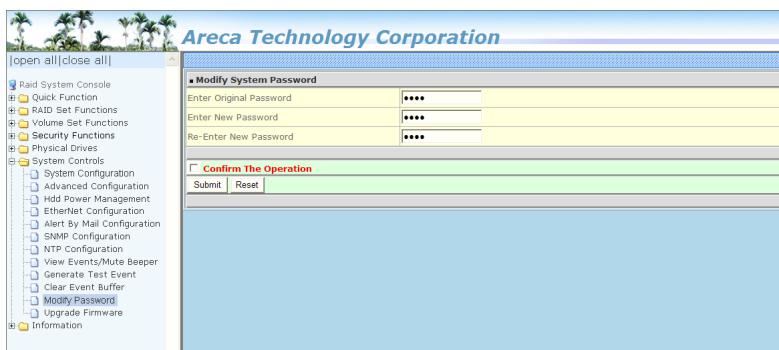 Areca Technology Corporation
|open all|close all|
Raid System Console
Quick Function
RAID Set Functions
Volume Set Functions
Security Functions
Physical Drives
System Controls
System Configuration
Advanced Configuration
Hdd Power Management
EtherNet Configuration
Alert By Mail Configuration
SNMP Configuration
NTP Configuration
View Events/Mute Beeper
Generate Test Event
Clear Event Buffer
Modify Password
Upgrade Firmware
Information
Modify System Password
Enter Original Password ••••
Enter New Password ••••
Re-Enter New Password ••••
Confirm The Operation
Submit Reset